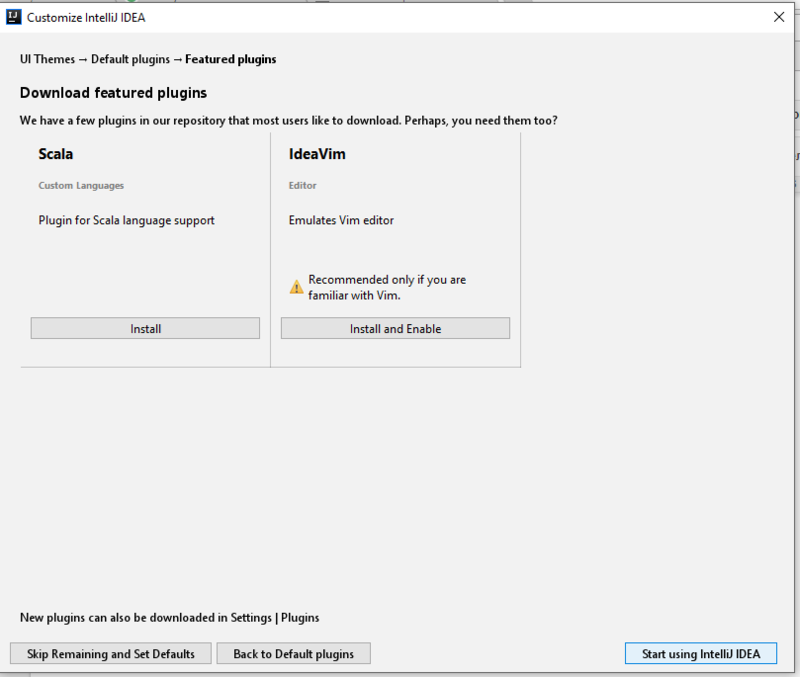 IJ Customize IntelliJ IDEA
UI Themes → Default plugins → Featured plugins
Download featured plugins
We have a few plugins in our repository that most users like to download. Perhaps, you need them too?
Scala
Custom Languages
Plugin for Scala language support
Install
IdeaVim
Editor
Emulates Vim editor
Recommended only if you are
familiar with Vim.
Install and Enable
New plugins can also be downloaded in Settings | Plugins
Skip Remaining and Set Defaults
Back to Default plugins
Start using IntelliJ IDEA